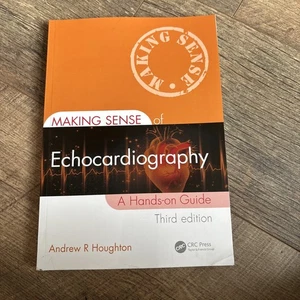 MAKING SENSE
MAKING SENSE of
Echocardiography
A Hands-on Guide
Third edition
Andrew R Houghton
CRC Press